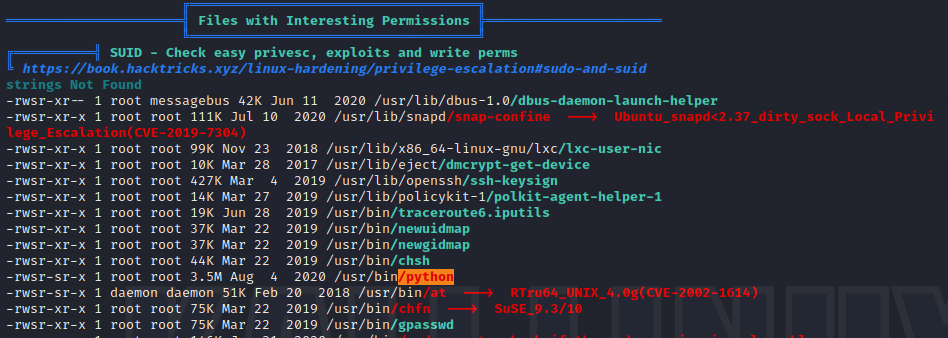 Files with Interesting Permissions
SUID - Check easy privesc, exploits and write perms
https://book.hacktricks.xyz/linux-hardening/privilege-escalation#sudo-and-suid
strings Not Found
-rwsr-xr-- 1 root messagebus 42K Jun 11  2020 /usr/lib/dbus-1.0/dbus-daemon-launch-helper
-rwsr-xr-x 1 root root 111K Jul 10  2020 /usr/lib/snapd/snap-confine  --->  Ubuntu_snapd<2.37_dirty_sock_Local_Privi
lege_Escalation(CVE-2019-7304)
-rwsr-xr-x 1 root root 99K Nov 23  2018 /usr/lib/x86_64-linux-gnu/lxc/lxc-user-nic
-rwsr-xr-x 1 root root 10K Mar 28  2017 /usr/lib/eject/dmcrypt-get-device
-rwsr-xr-x 1 root root 427K Mar  4  2019 /usr/lib/openssh/ssh-keysign
-rwsr-xr-x 1 root root 14K Mar 27  2019 /usr/lib/policykit-1/polkit-agent-helper-1
-rwsr-xr-x 1 root root 19K Jun 28  2019 /usr/bin/traceroute6.iputils
-rwsr-xr-x 1 root root 37K Mar 22  2019 /usr/bin/newuidmap
-rwsr-xr-x 1 root root 37K Mar 22  2019 /usr/bin/newgidmap
-rwsr-xr-x 1 root root 44K Mar 22  2019 /usr/bin/chsh
-rwsr-sr-x 1 root root 3.5M Aug  4  2020 /usr/bin/python
-rwsr-sr-x 1 daemon daemon 51K Feb 20  2018 /usr/bin/at  --->  RTru64_UNIX_4.0g(CVE-2002-1614)
-rwsr-xr-x 1 root root 75K Mar 22  2019 /usr/bin/chfn  --->  SuSE_9.3/10
-rwsr-xr-x 1 root root 75K Mar 22  2019 /usr/bin/gpasswd